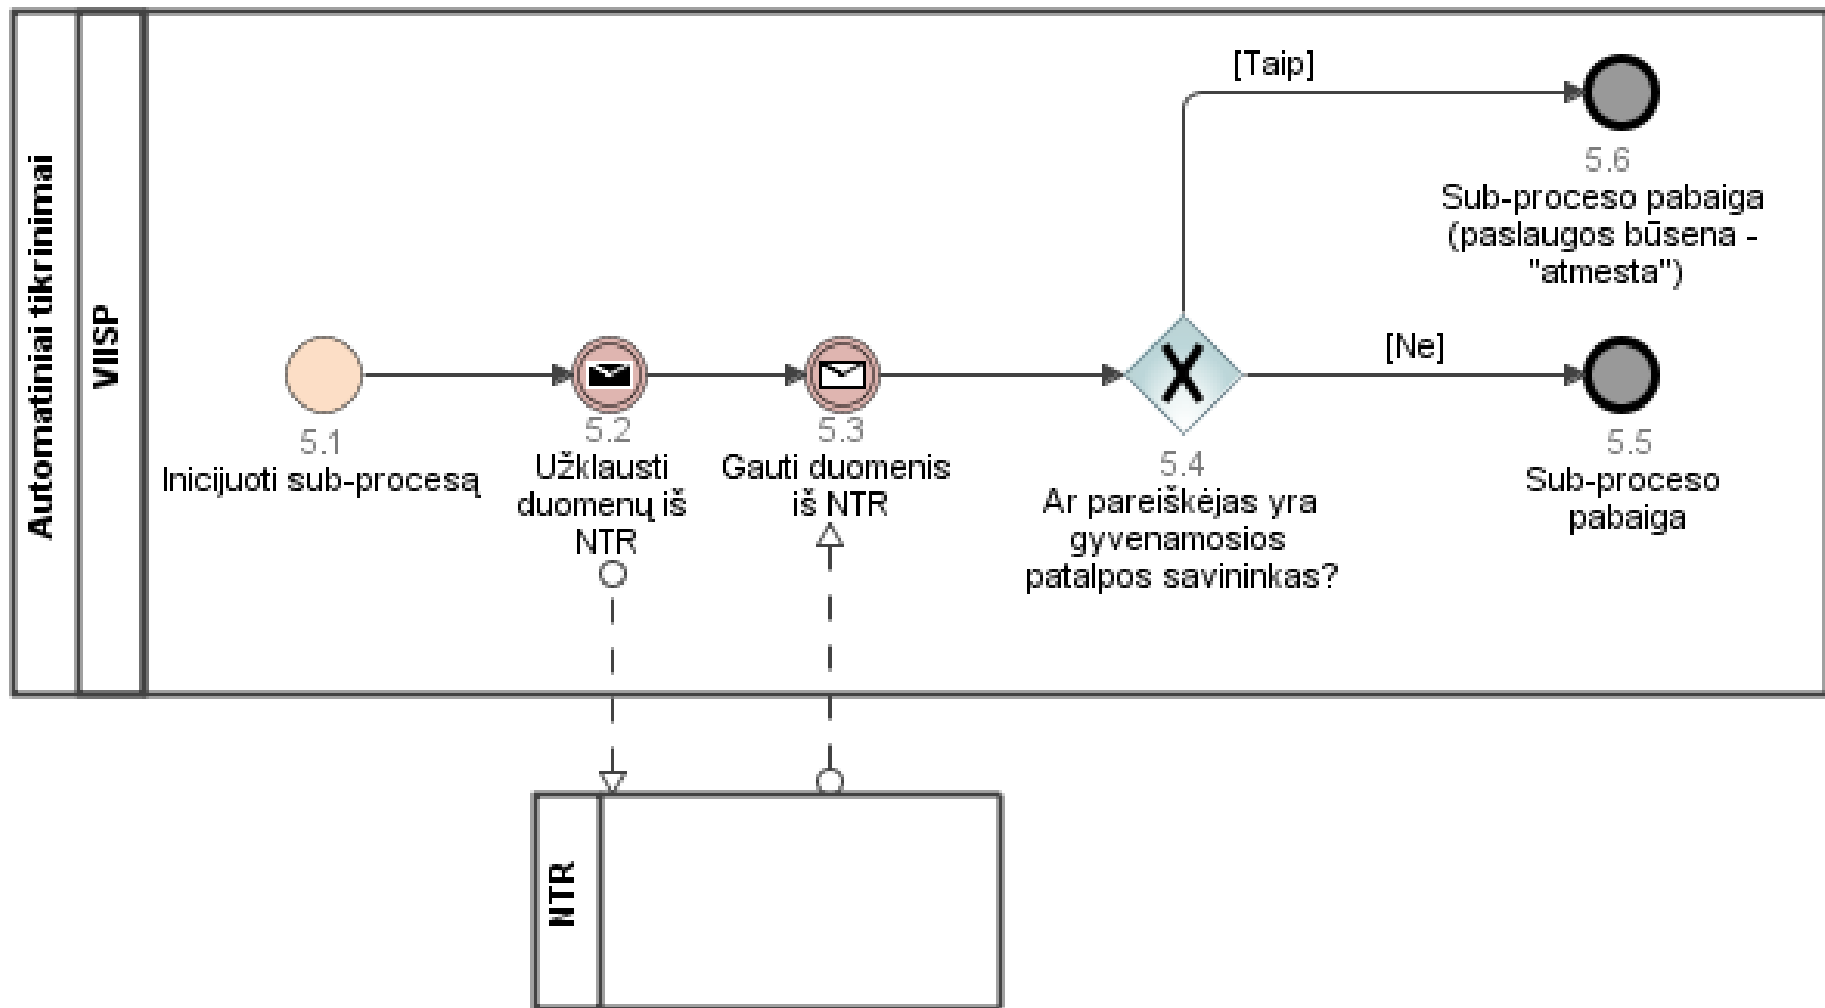 Automatiniai tikrinimai
VIISP
5.1
Inicijuoti sub-procesą
5.2
Užklausti
duomenų iš
NTR
5.3
Gauti duomenis
iš NTR
5.4
Ar pareiškėjas yra
gyvenamosios
patalpos savininkas?
[Taip]
5.6
Sub-proceso pabaiga
(paslaugos būsena -
"atmesta")
[Ne]
5.5
Sub-proceso
pabaiga
NTR